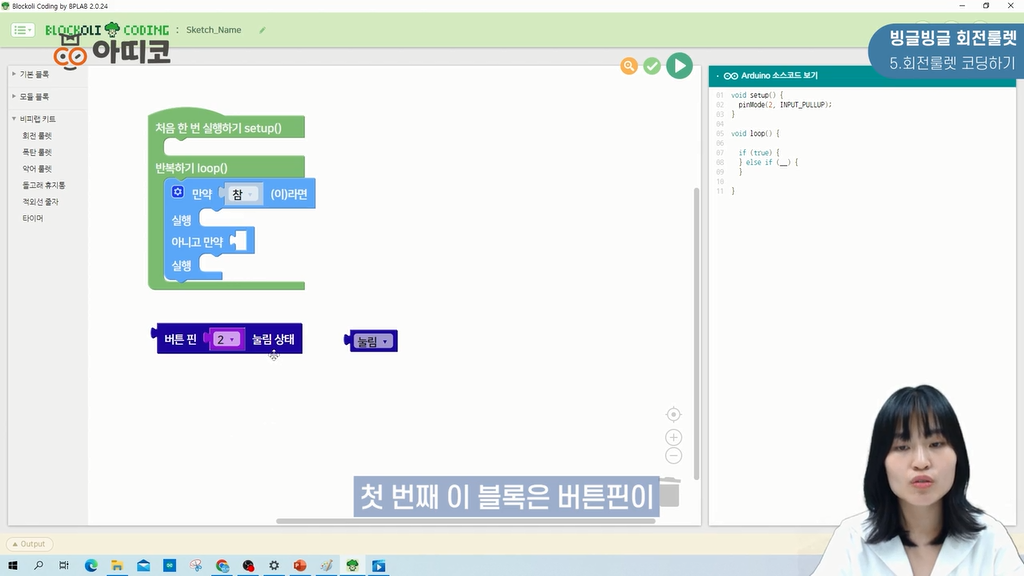 Blockoli Coding by BPLAB 2.0.24
BLOCKOLI CODING : Sketch_Name
아띠코
빙글빙글 회전룰렛
5.회전룰렛 코딩하기
기본 블록
모듈 블록
비피랩 키트
회전 룰렛
폭탄 룰렛
악어 룰렛
돌고래 휴지통
적외선 줄자
타이머
처음 한 번 실행하기 setup()
반복하기 loop()
만약 참 (이)라면
실행
아니고 만약
실행
버튼 핀 2 눌림 상태
눌림
Arduino 소스코드 보기
01 void setup() {
02 pinMode(2, INPUT_PULLUP);
03 }
04
05 void loop() {
06
07 if (true) {
08 } else if (__) {
09 }
10
11 }
첫 번째 이 블록은 버튼핀이
Output